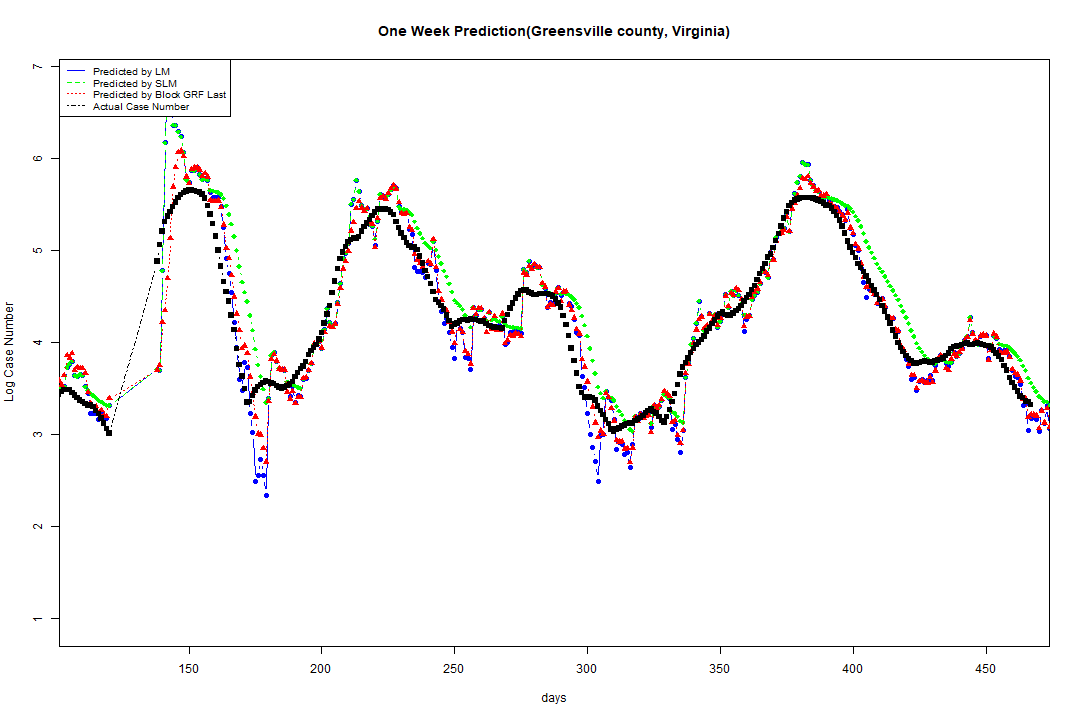 One Week Prediction(Greensville county, Virginia)
Predicted by LM
Predicted by SLM
Predicted by Block GRF Last
Actual Case Number
Log Case Number
7
6
5
4
3
2
1
150 200 250 300 350 400 450
days